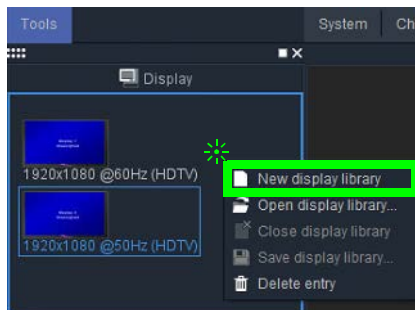 Tools
System
Ch
Display
1920x1080 @60Hz (HDTV)
1920x1080 @50Hz (HDTV)
New display library
Open display library...
Close display library
Save display library...
Delete entry